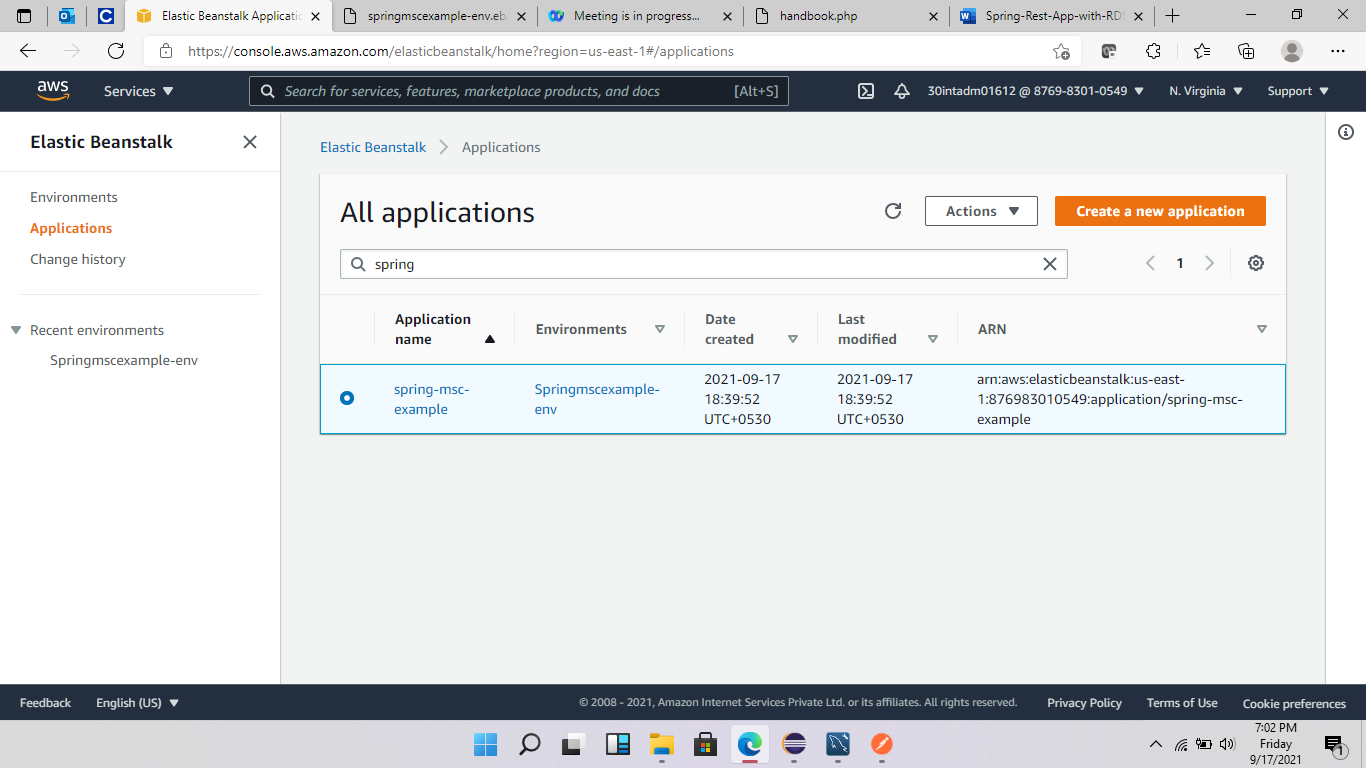 Elastic Beanstalk Applicatio
springmscexample-env.eb
Meeting is in progress...
handbook.php
Spring-Rest-App-with-RDS
https://console.aws.amazon.com/elasticbeanstalk/home?region=us-east-1#/applications
aws
Services
Search for services, features, marketplace products, and docs
[Alt+S]
30intadm01612 @ 8769-8301-0549
N. Virginia
Support
Elastic Beanstalk
Environments
Applications
Change history
Recent environments
Springmscexample-env
Elastic Beanstalk
Applications
All applications
Actions
Create a new application
spring
1
Application
name
Environments
Date
created
Last
modified
ARN
spring-msc-
example
Springmscexample-
env
2021-09-17
18:39:52
UTC+0530
2021-09-17
18:39:52
UTC+0530
arn:aws:elasticbeanstalk:us-east-
1:876983010549:application/spring-msc-
example
Feedback
English (US)
© 2008 - 2021, Amazon Internet Services Private Ltd. or its affiliates. All rights reserved.
Privacy Policy
Terms of Use
Cookie preferences
7:02 PM
Friday
9/17/2021
1